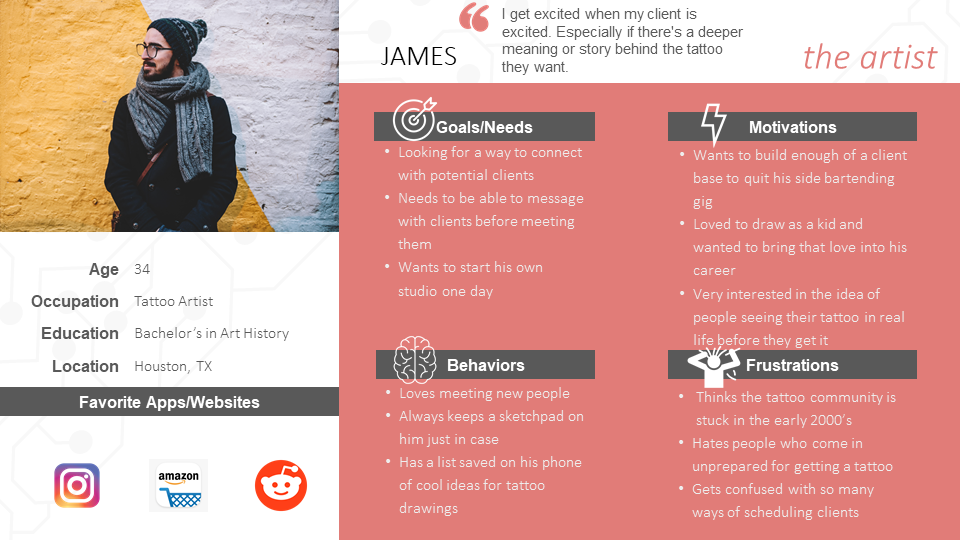 I get excited when my client is
excited. Especially if there's a deeper
meaning or story behind the tattoo
they want.
JAMES
the artist
Age 34
Occupation Tattoo Artist
Education Bachelor’s in Art History
Location Houston, TX
Favorite Apps/Websites
amazon
Goals/Needs
• Looking for a way to connect
with potential clients
• Needs to be able to message
with clients before meeting
them
• Wants to start his own
studio one day
Motivations
• Wants to build enough of a client
base to quit his side bartending
gig
• Loved to draw as a kid and
wanted to bring that love into his
career
• Very interested in the idea of
people seeing their tattoo in real
life before they get it
Behaviors
• Loves meeting new people
• Always keeps a sketchpad on
him just in case
• Has a list saved on his phone
of cool ideas for tattoo
drawings
Frustrations
• Thinks the tattoo community is
stuck in the early 2000’s
• Hates people who come in
unprepared for getting a tattoo
• Gets confused with so many
ways of scheduling clients